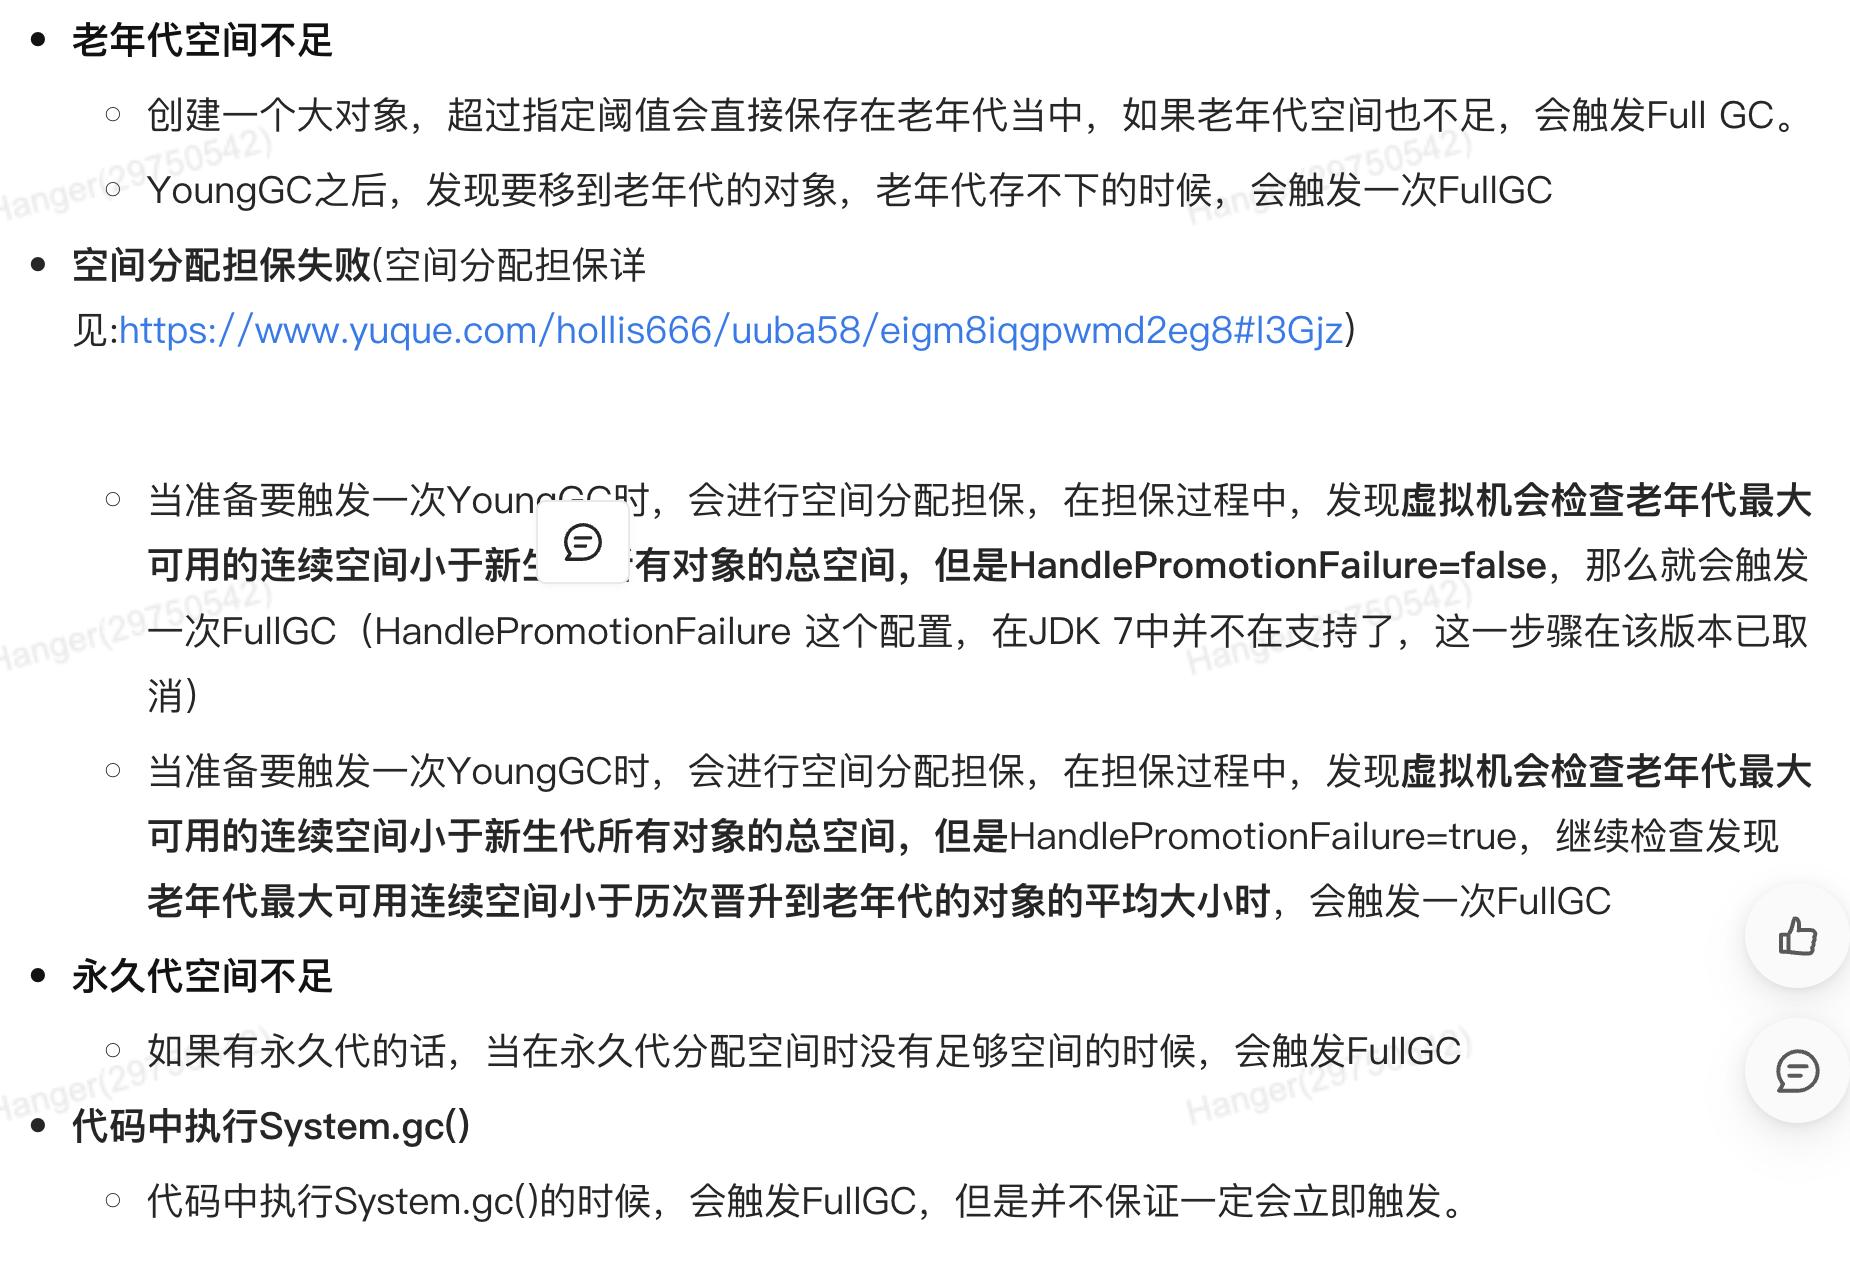 老年代空间不足
创建一个大对象，超过指定阈值会直接保存在老年代当中，如果老年代空间也不足，会触发Full GC。
YoungGC之后，发现要移到老年代的对象，老年代存不下的时候，会触发一次FullGC
空间分配担保失败(空间分配担保详
见:https://www.yuque.com/hollis666/uuba58/eigm8iqgpwmd2eg8#l3Gjz)
当准备要触发一次YoungGC时，会进行空间分配担保，在担保过程中，发现虚拟机会检查老年代最大
可用的连续空间小于新生 有对象的总空间，但是HandlePromotionFailure=false，那么就会触发
一次FullGC（HandlePromotionFailure 这个配置，在JDK 7中并不在支持了，这一步骤在该版本已取
消）
当准备要触发一次YoungGC时，会进行空间分配担保，在担保过程中，发现虚拟机会检查老年代最大
可用的连续空间小于新生代所有对象的总空间，但是HandlePromotionFailure=true，继续检查发现
老年代最大可用连续空间小于历次晋升到老年代的对象的平均大小时，会触发一次FullGC
永久代空间不足
如果有永久代的话，当在永久代分配空间时没有足够空间的时候，会触发FullGC
代码中执行System.gc()
代码中执行System.gc()的时候，会触发FullGC，但是并不保证一定会立即触发。
Hanger(29750542)
Hanger(29750542)
Hanger(29750542)
Hanger(29750542)
Hanger(29750542)
Hanger(29750542)